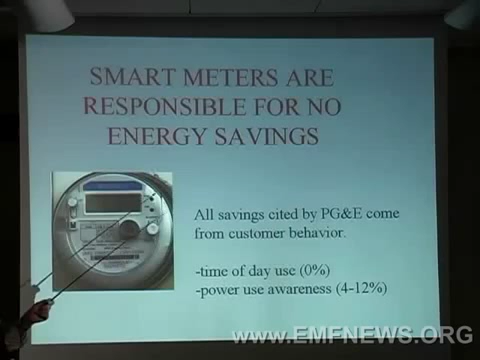 SMART METERS ARE
RESPONSIBLE FOR NO
ENERGY SAVINGS
All savings cited by PG&E come
from customer behavior.
-time of day use (0%)
-power use awareness (4-12%)
www.EMFNEWS.ORG